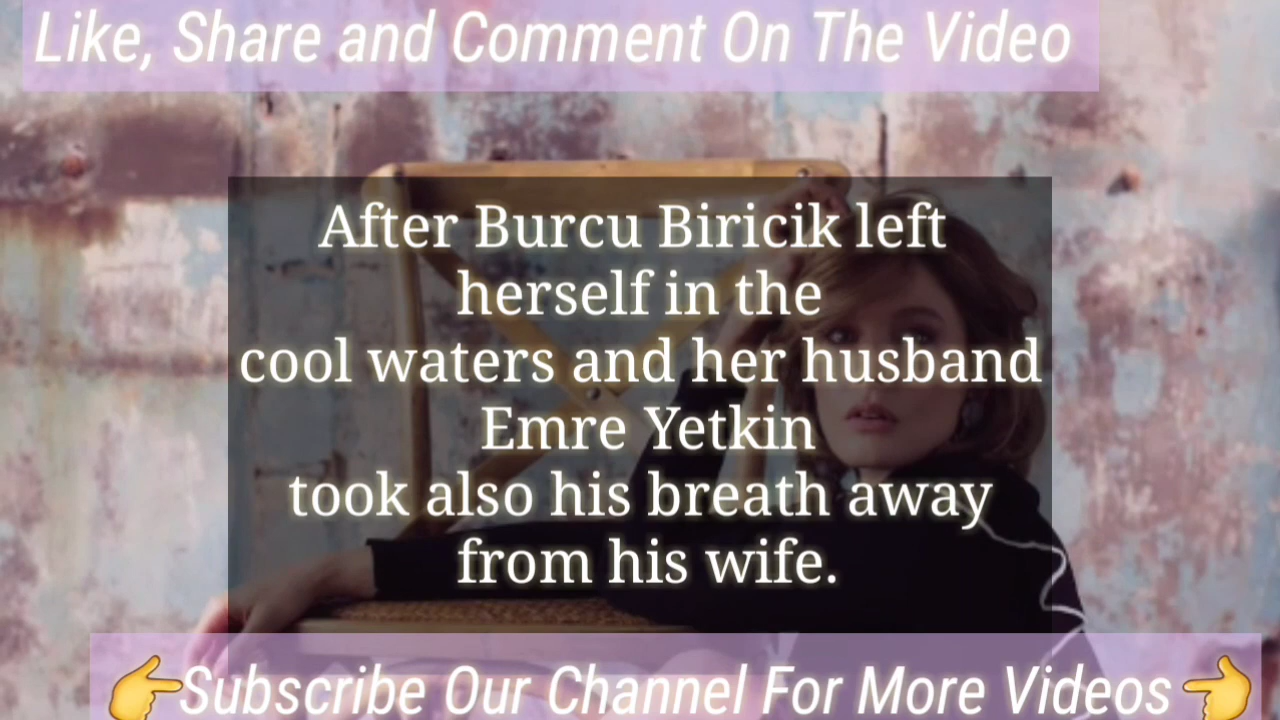 Like, Share and Comment On The Video
After Burcu Biricik left
herself in the
cool waters and her husband
Emre Yetkin
took also his breath away
from his wife.
👉Subscribe Our Channel For More Videos👈